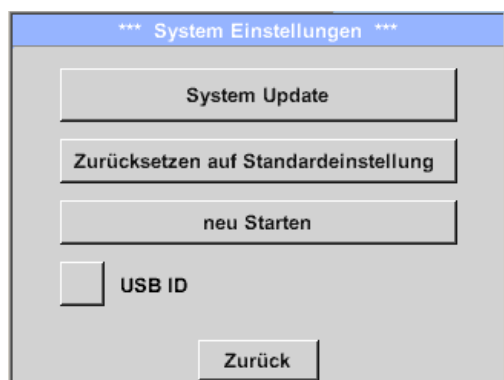 *** System Einstellungen ***
System Update
Zurücksetzen auf Standardeinstellung
neu Starten
USB ID
Zurück